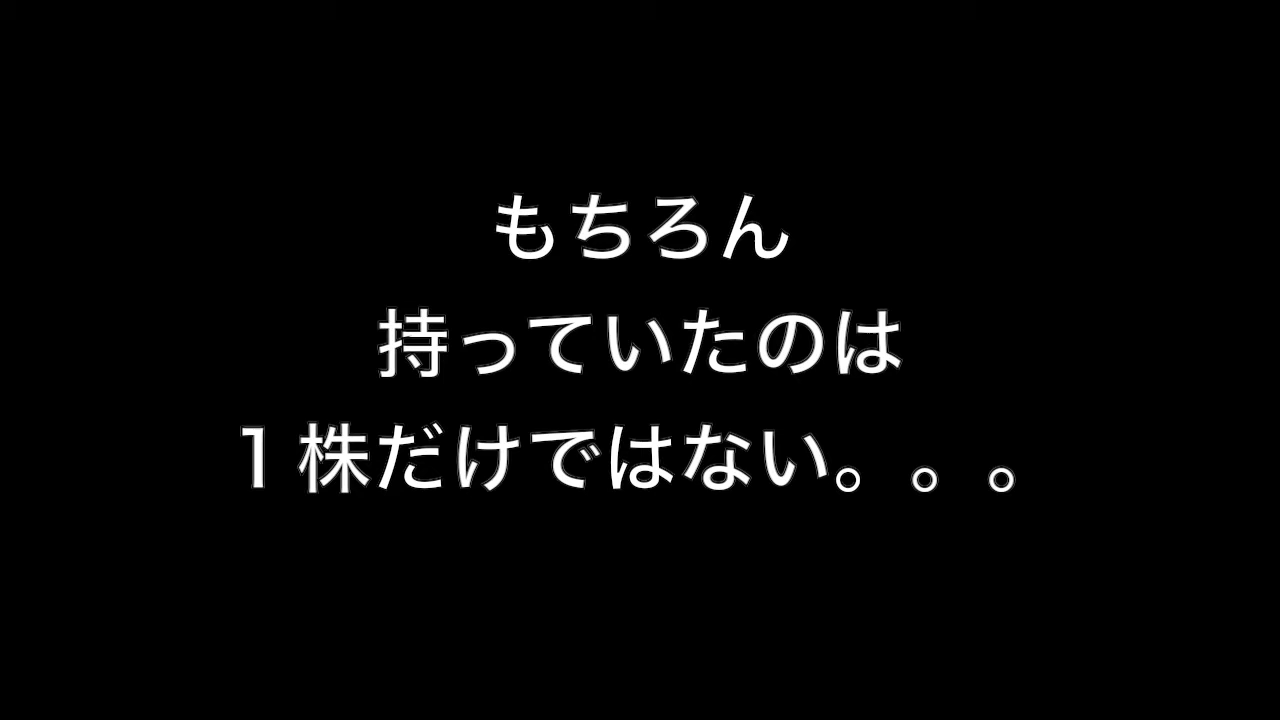 もちろん
持っていたのは
１株だけではない。。。